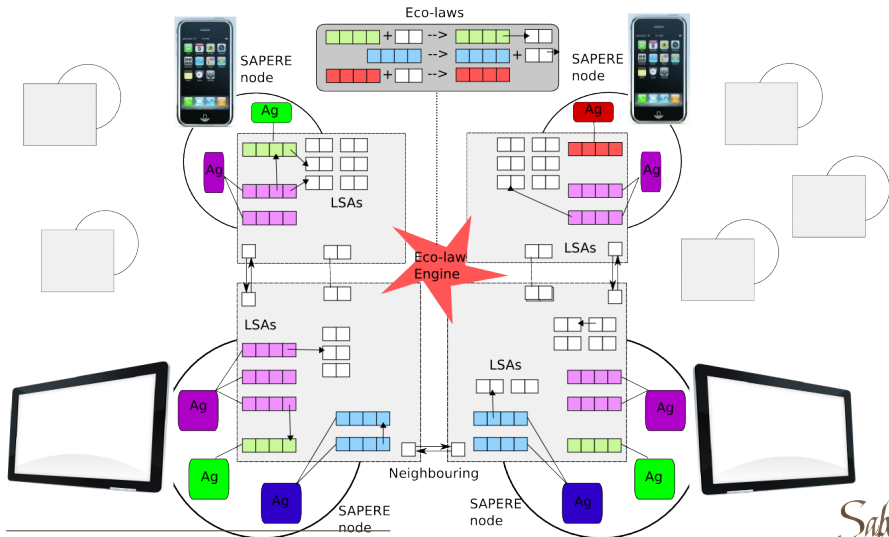 Eco-laws
+
-->
-->
+
+
-->
SAPERE
node
SAPERE
node
Ag
Ag
Ag
Ag
LSAs
LSAs
Eco-law
Engine
LSAs
LSAs
Ag
Ag
Ag
Ag
Ag
Ag
Neighbouring
SAPERE
node
SAPERE
node